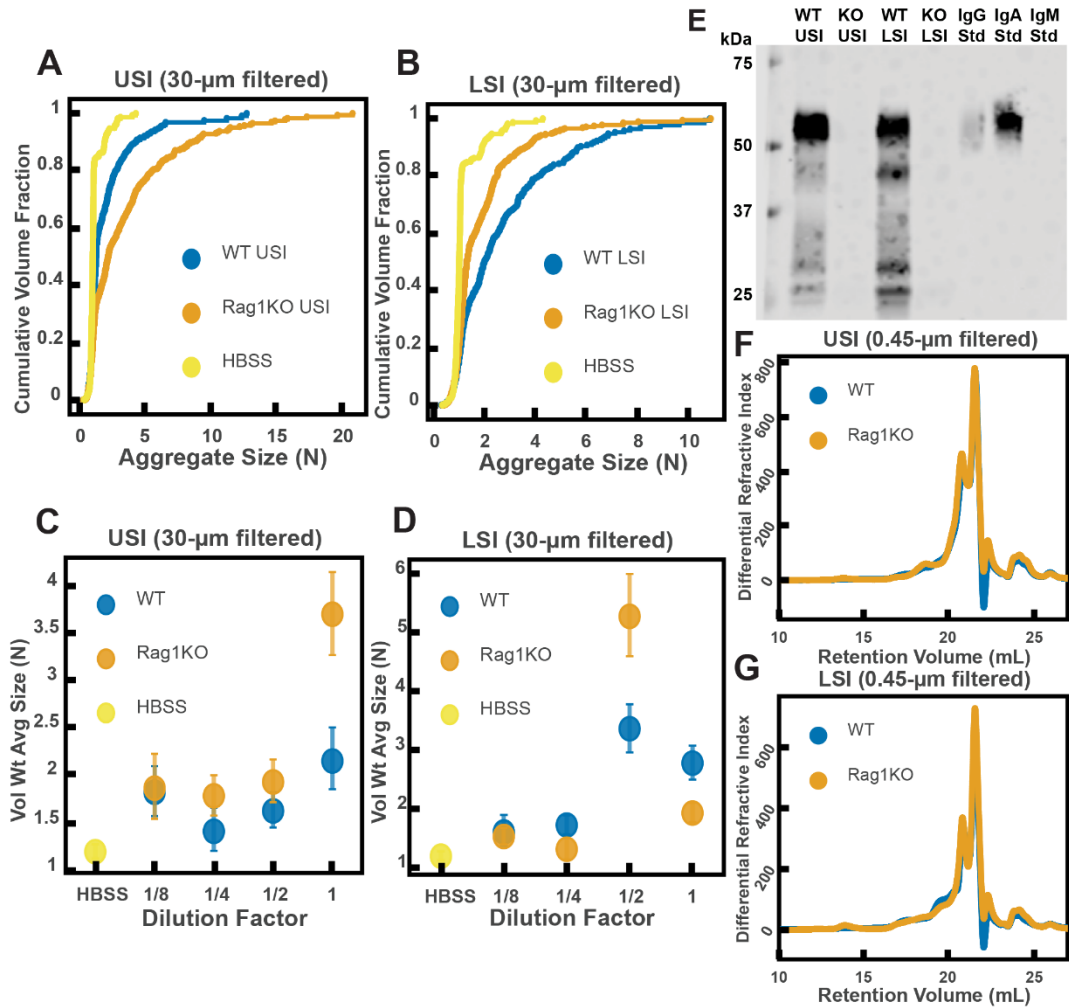 A
USI (30-µm filtered)
Cumulative Volume Fraction
1
0.8
0.6
0.4
0.2
0
WT USI
Rag1KO USI
HBSS
0 5 10 15 20
Aggregate Size (N)
B
LSI (30-µm filtered)
Cumulative Volume Fraction
1
0.8
0.6
0.4
0.2
0
WT LSI
Rag1KO LSI
HBSS
0 2 4 6 8 10
Aggregate Size (N)
E
WT KO WT KO IgG IgA IgM
USI USI LSI LSI Std Std Std
kDa
75
50
37
25
C
USI (30-µm filtered)
Vol Wt Avg Size (N)
4
3.5
3
2.5
2
1.5
1
WT
Rag1KO
HBSS
HBSS 1/8 1/4 1/2 1
Dilution Factor
D
LSI (30-µm filtered)
Vol Wt Avg Size (N)
6
5
4
3
2
1
WT
Rag1KO
HBSS
HBSS 1/8 1/4 1/2 1
Dilution Factor
F
USI (0.45-µm filtered)
Differential Refractive Index
800
600
400
200
0
WT
Rag1KO
10 15 20 25
Retention Volume (mL)
G
LSI (0.45-µm filtered)
Differential Refractive Index
600
400
200
0
WT
Rag1KO
10 15 20 25
Retention Volume (mL)